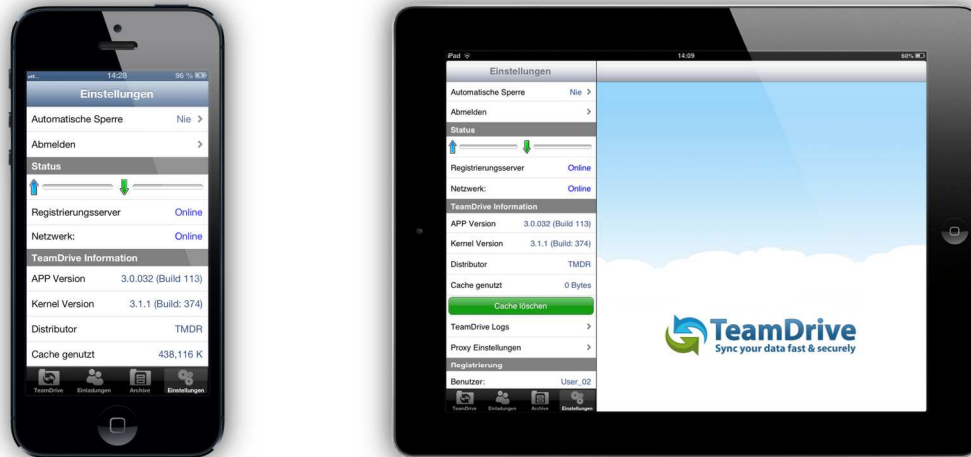 14:28
96 %
Einstellungen
Automatische Sperre Nie
Abmelden
Status
Registrierungsserver Online
Netzwerk: Online
TeamDrive Information
APP Version 3.0.032 (Build 113)
Kernel Version 3.1.1 (Build: 374)
Distributor TMDR
Cache genutzt 438,116 K
TeamDrive Einladungen Archive Einstellungen
iPad 14:09 60%
Einstellungen
Automatische Sperre Nie
Abmelden
Status
Registrierungsserver Online
Netzwerk: Online
TeamDrive Information
APP Version 3.0.032 (Build 113)
Kernel Version 3.1.1 (Build: 374)
Distributor TMDR
Cache genutzt 0 Bytes
Cache löschen
TeamDrive Logs
Proxy Einstellungen
Registrierung
Benutzer: User_02
TeamDrive Einladungen Archive Einstellungen
TeamDrive
Sync your data fast & securely